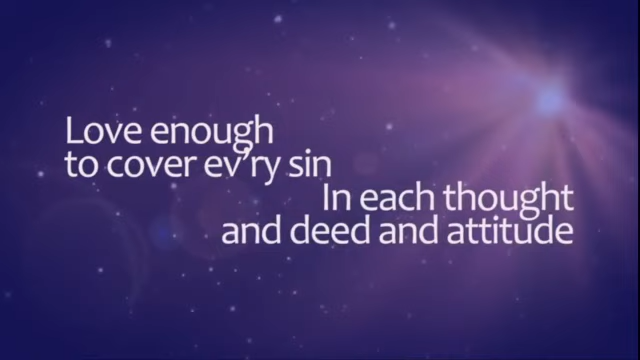 Love enough
to cover ev'ry sin
In each thought
and deed and attitude